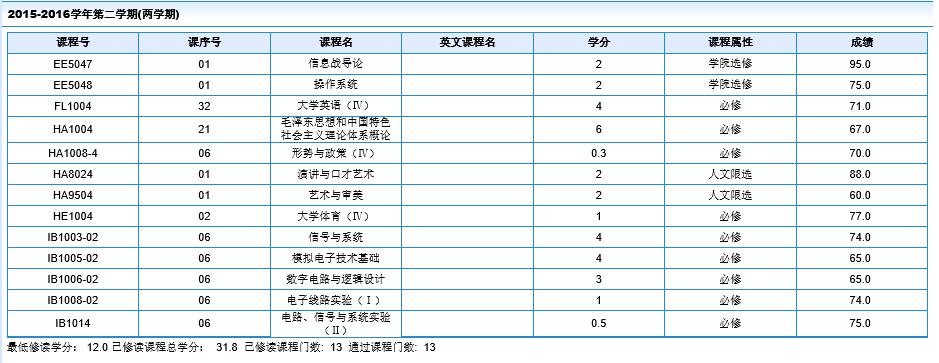 2015-2016学年第二学期(两学期)
课程号 课序号 课程名 英文课程名 学分 课程属性 成绩
EE5047 01 信息战导论 2 学院选修 95.0
EE5048 01 操作系统 2 学院选修 75.0
FL1004 32 大学英语（Ⅳ） 4 必修 71.0
HA1004 21 毛泽东思想和中国特色 6 必修 67.0
社会主义理论体系概论
HA1008-4 06 形势与政策（Ⅳ） 0.3 必修 70.0
HA8024 01 演讲与口才艺术 2 人文限选 88.0
HA9504 01 艺术与审美 2 人文限选 60.0
HE1004 02 大学体育（Ⅳ） 1 必修 77.0
IB1003-02 06 信号与系统 4 必修 74.0
IB1005-02 06 模拟电子技术基础 4 必修 65.0
IB1006-02 06 数字电路与逻辑设计 3 必修 65.0
IB1008-02 06 电子线路实验（Ⅰ） 1 必修 74.0
IB1014 06 电路、信号与系统实验 0.5 必修 75.0
（Ⅱ）
最低修读学分： 12.0 已修读课程总学分： 31.8 已修读课程门数: 13 通过课程门数: 13